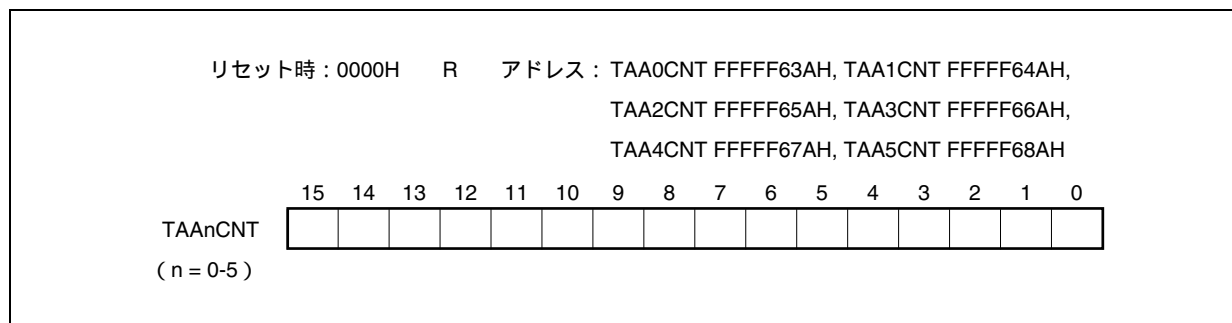 リセット時：0000H R アドレス：TAA0CNT FFFFF63AH, TAA1CNT FFFFF64AH,
TAA2CNT FFFFF65AH, TAA3CNT FFFFF66AH,
TAA4CNT FFFFF67AH, TAA5CNT FFFFF68AH
15 14 13 12 11 10 9 8 7 6 5 4 3 2 1 0
TAAnCNT
（n = 0-5）